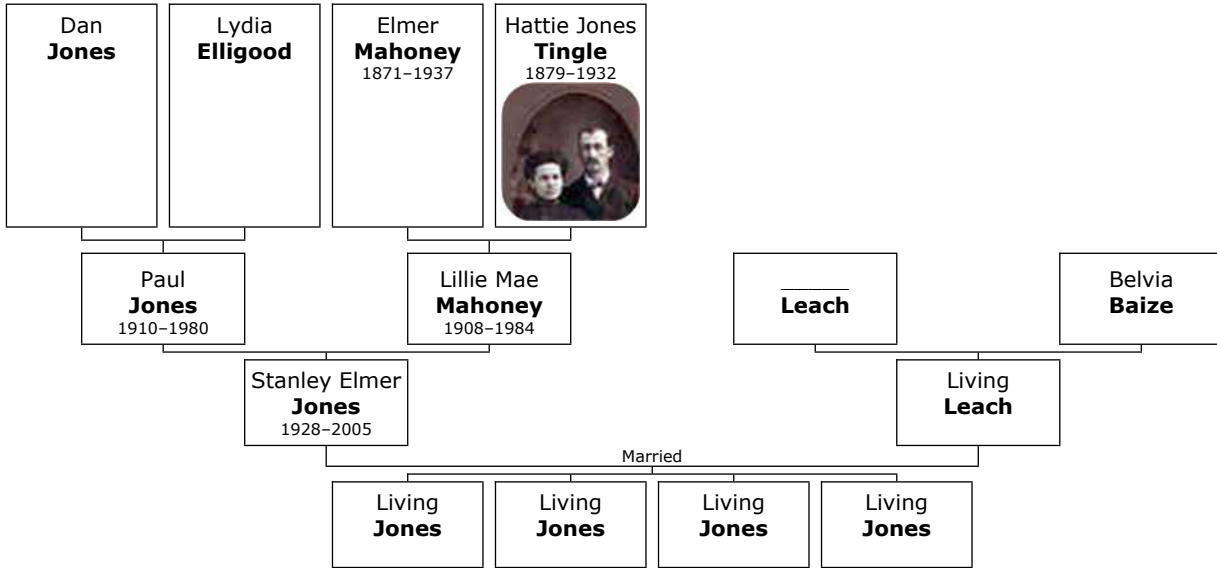 Dan
Jones
Lydia
Elligood
Elmer
Mahoney
1871–1937
Hattie Jones
Tingle
1879–1932
Paul
Jones
1910–1980
Lillie Mae
Mahoney
1908–1984
______
Leach
Belvia
Baize
Stanley Elmer
Jones
1928–2005
Living
Leach
Married
Living
Jones
Living
Jones
Living
Jones
Living
Jones